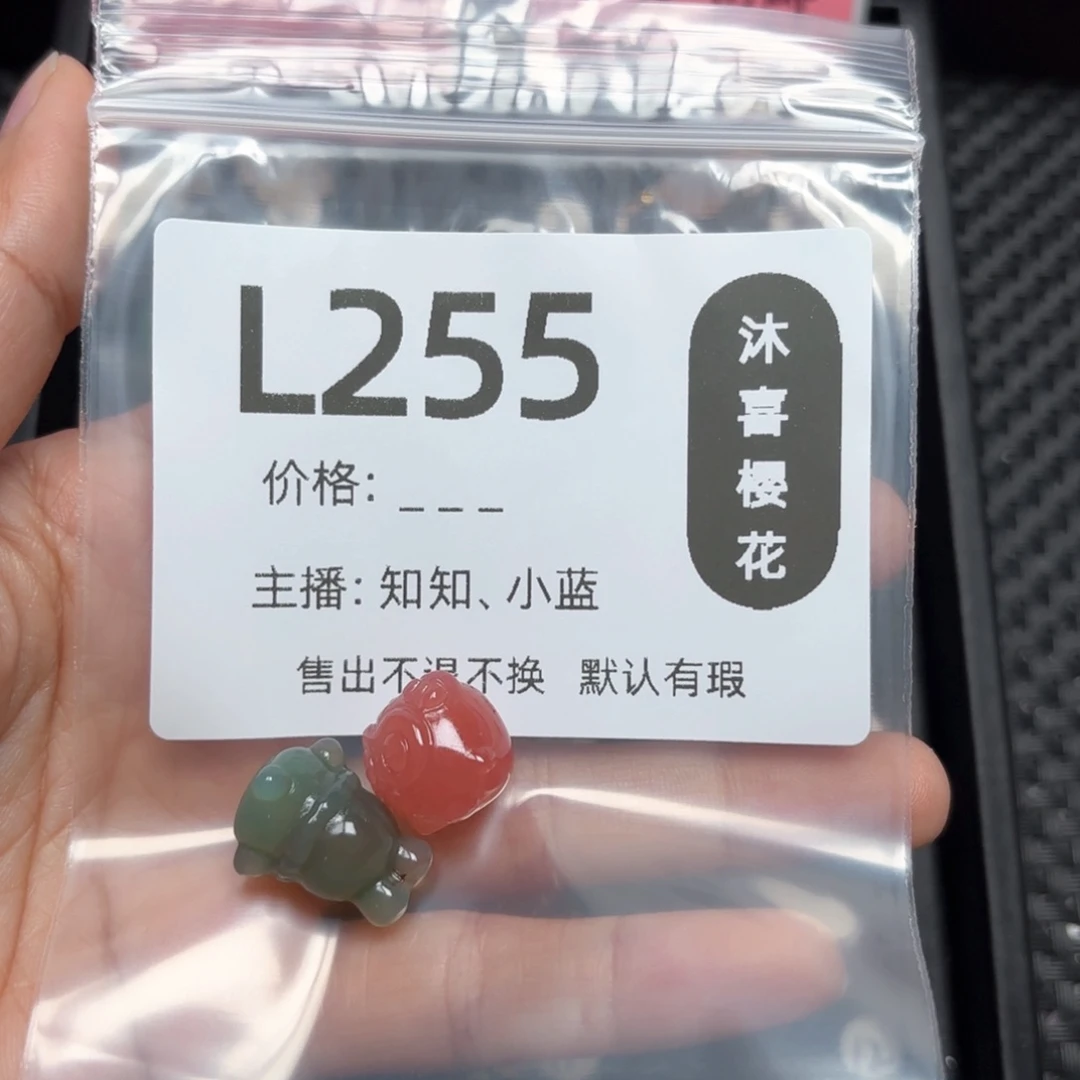 L255
价格: _ _ _
主播: 知知、小蓝
售出不退不换 默认有瑕
沐喜樱花